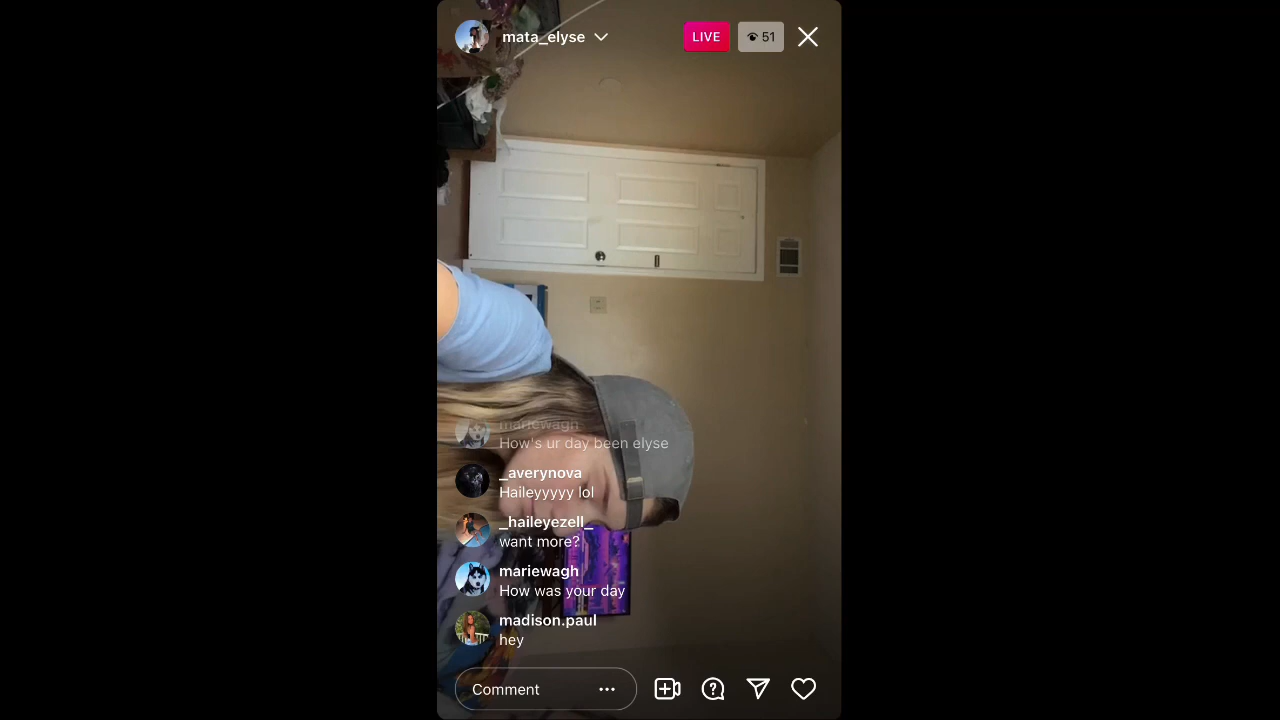 mata_elyse
LIVE
51
mariewagh
How's ur day been elyse
_averynova
Haileyyyyy lol
_haileyezell_
want more?
mariewagh
How was your day
madison.paul
hey
Comment